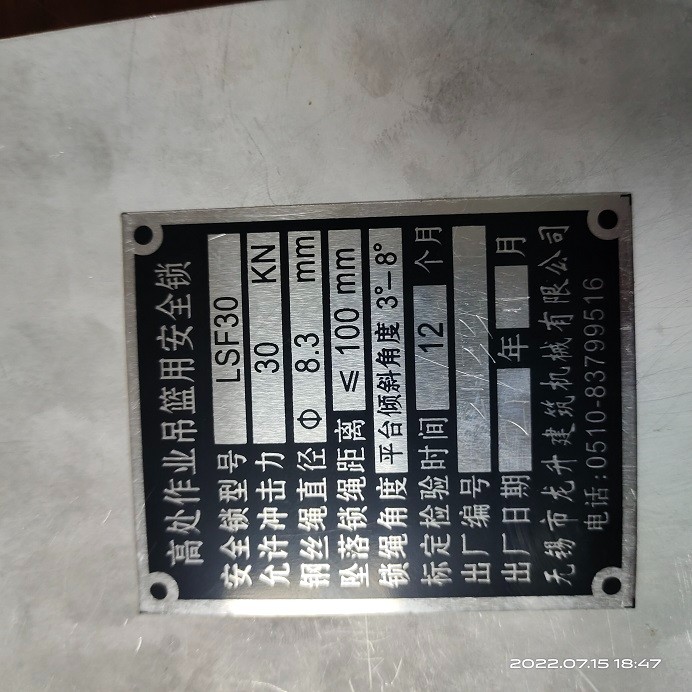 高处作业吊篮用安全锁
安全锁型号 LSF30
允许冲击力 30 KN
钢丝绳直径 Φ 8.3 mm
坠落锁绳距离 ≤100 mm
锁绳角度 平台倾斜角度 3°–8°
标定检验时间 12 个月
出厂编号
出厂日期 年 月
无锡市龙升建筑机械有限公司
电话:0510-83799516
2022.07.15 18:47